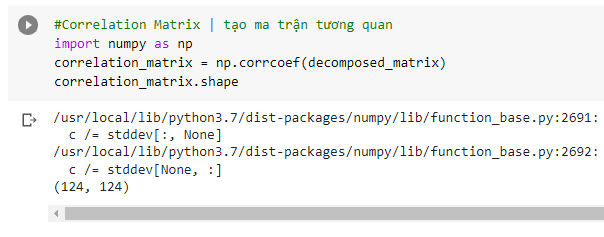 #Correlation Matrix | tạo ma trận tương quan
import numpy as np
correlation_matrix = np.corrcoef(decomposed_matrix)
correlation_matrix.shape
/usr/local/lib/python3.7/dist-packages/numpy/lib/function_base.py:2691:
c /= stddev[:, None]
/usr/local/lib/python3.7/dist-packages/numpy/lib/function_base.py:2692:
c /= stddev[None, :]
(124, 124)